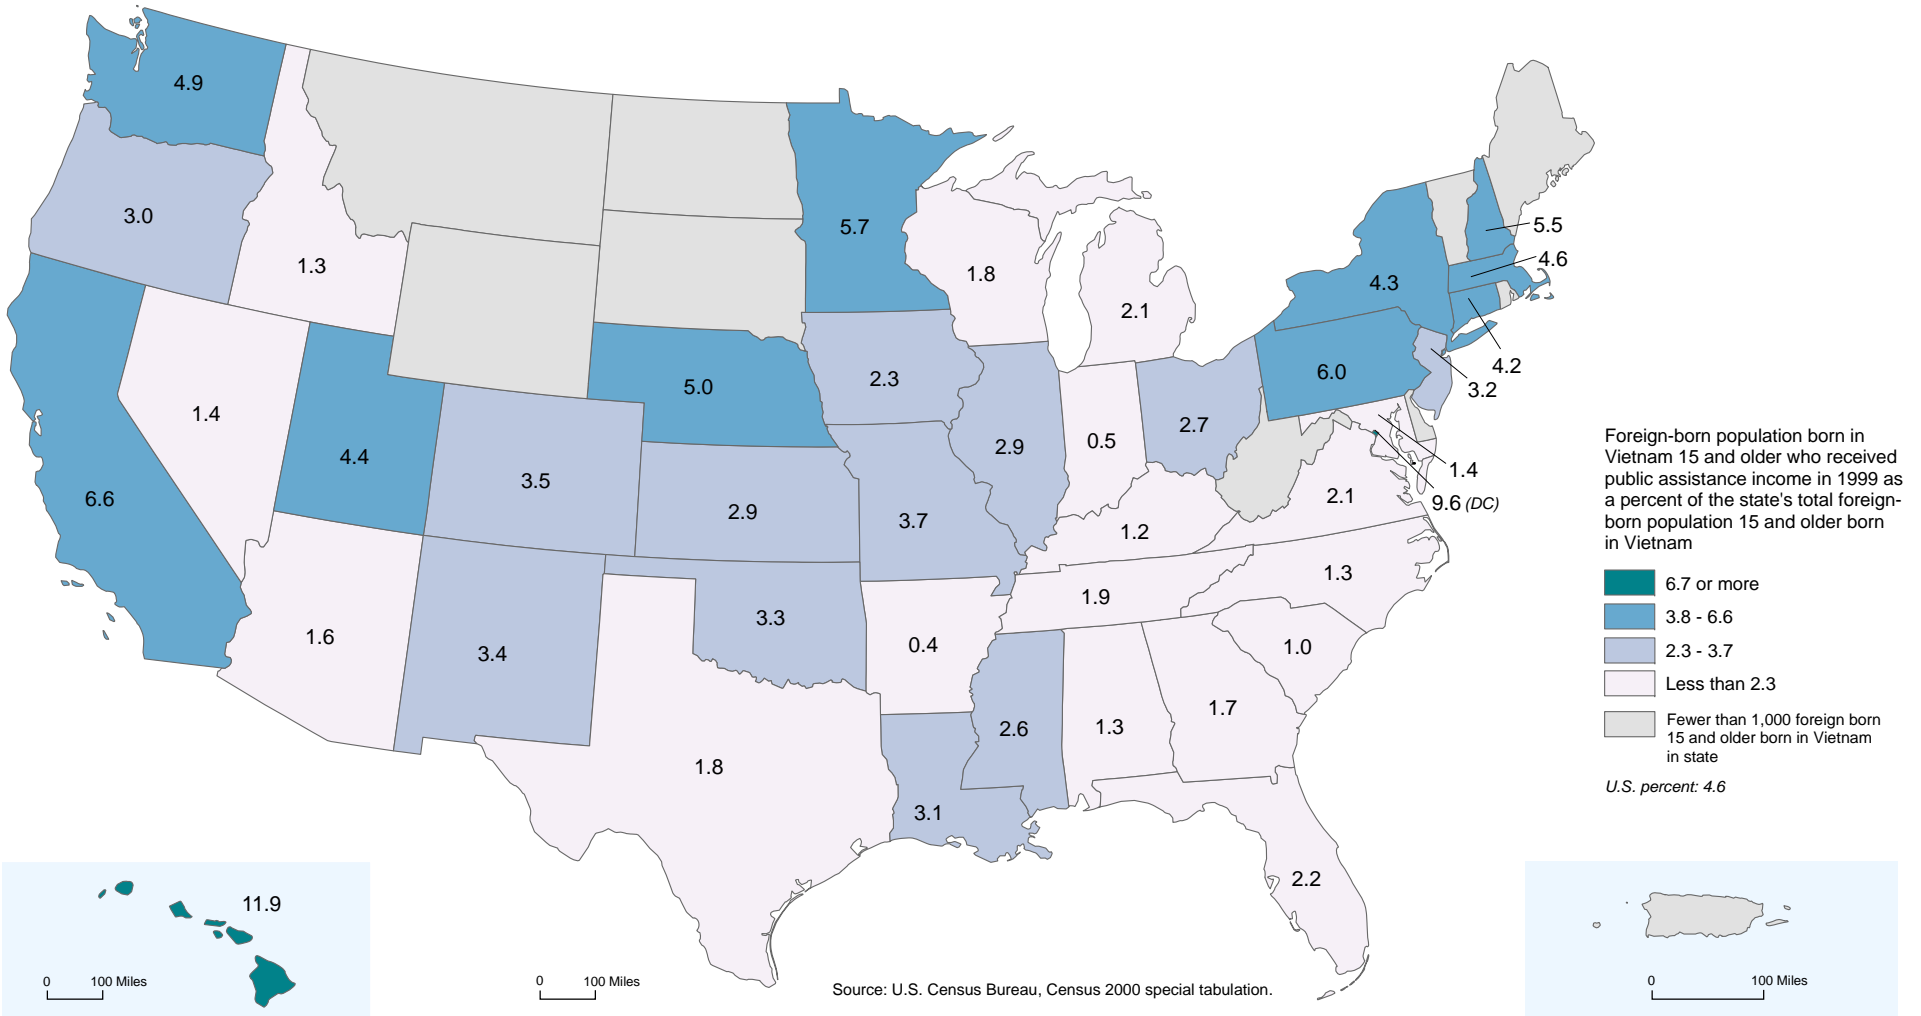 4.9
3.0
1.3
5.7
1.8
2.1
5.5
4.6
4.3
4.2
3.2
6.0
1.4
9.6 (DC)
6.6
1.4
4.4
3.5
5.0
2.3
2.9
0.5
2.7
2.9
3.7
1.2
2.1
1.6
3.4
3.3
0.4
1.9
1.3
1.0
1.8
3.1
2.6
1.3
1.7
2.2
11.9
Foreign-born population born in
Vietnam 15 and older who received
public assistance income in 1999 as
a percent of the state's total foreign-
born population 15 and older born
in Vietnam
6.7 or more
3.8 - 6.6
2.3 - 3.7
Less than 2.3
Fewer than 1,000 foreign born
15 and older born in Vietnam
in state
U.S. percent: 4.6
0 100 Miles
0 100 Miles
Source: U.S. Census Bureau, Census 2000 special tabulation.
0 100 Miles